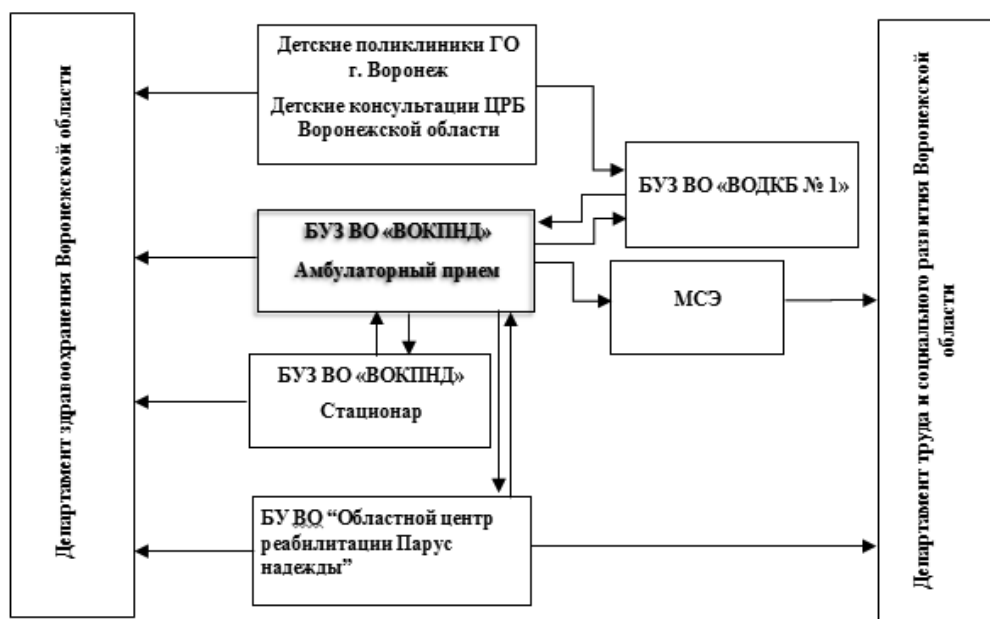 Департамент здравоохранения Воронежской области
Детские поликлиники ГО
г. Воронеж
Детские консультации ЦРБ
Воронежской области
БУЗ ВО «ВОДКБ № 1»
БУЗ ВО «ВОКПНД»
Амбулаторный прием
МСЭ
БУЗ ВО «ВОКПНД»
Стационар
БУ ВО “Областной центр
реабилитации Парус
надежды”
Департамент труда и социального развития Воронежской
области